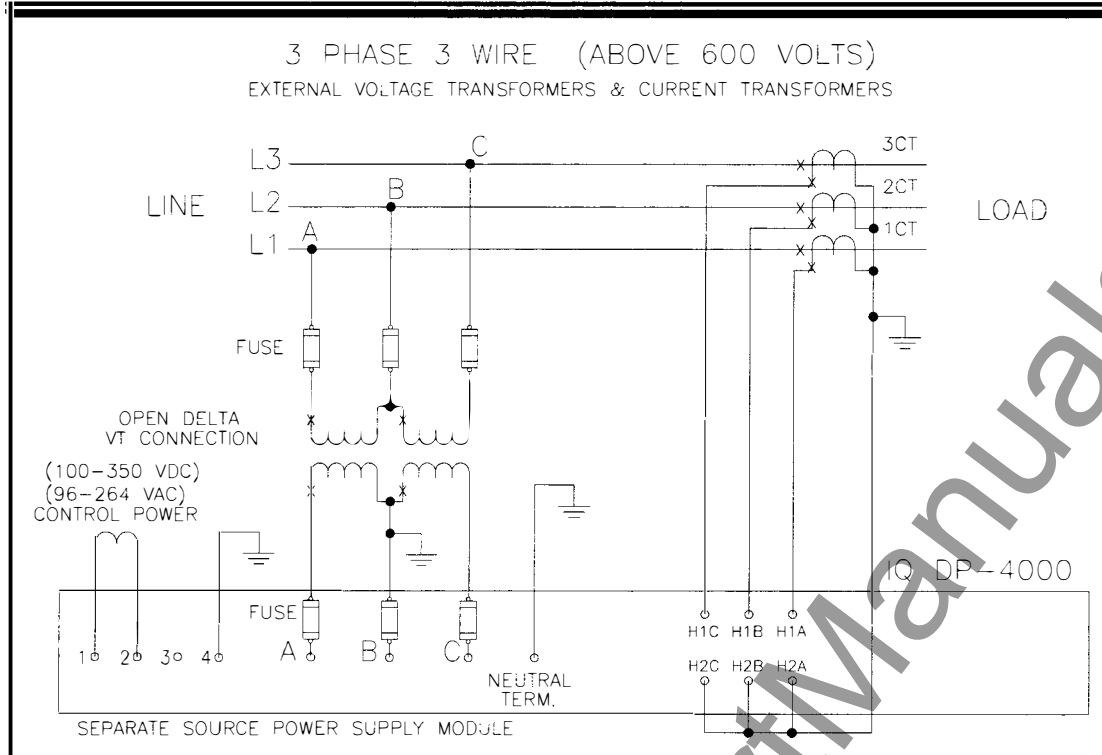 3 PHASE 3 WIRE (ABOVE 600 VOLTS)
EXTERNAL VOLTAGE TRANSFORMERS & CURRENT TRANSFORMERS
L3
C
3CT
LINE
L2
B
2CT
LOAD
L1
A
1CT
FUSE
OPEN DELTA
VT CONNECTION
(100-350 VDC)
(96-264 VAC)
CONTROL POWER
IQ DP-4000
FUSE
H1C H1B H1A
1 2 3 4 A B C
H2C H2B H2A
NEUTRAL
TERM.
SEPARATE SOURCE POWER SUPPLY MODULE